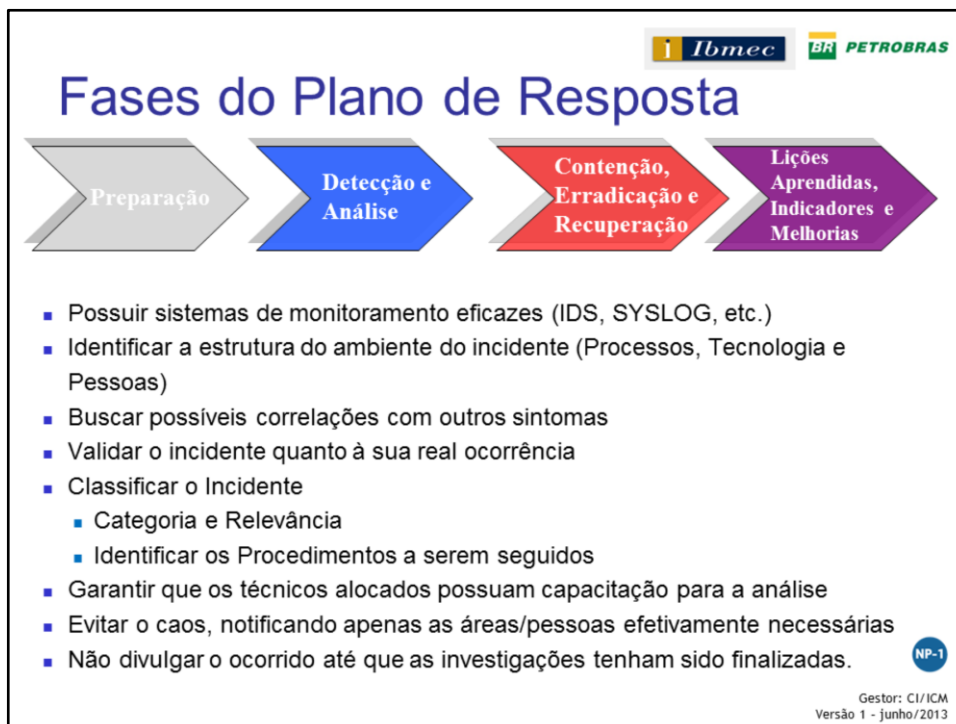 i Ibmec
BR PETROBRAS
Fases do Plano de Resposta
Preparação
Detecção e
Análise
Contenção,
Erradicação e
Recuperação
Lições
Aprendidas,
Indicadores e
Melhorias
Possuir sistemas de monitoramento eficazes (IDS, SYSLOG, etc.)
Identificar a estrutura do ambiente do incidente (Processos, Tecnologia e
Pessoas)
Buscar possíveis correlações com outros sintomas
Validar o incidente quanto à sua real ocorrência
Classificar o Incidente
Categoria e Relevância
Identificar os Procedimentos a serem seguidos
Garantir que os técnicos alocados possuam capacitação para a análise
Evitar o caos, notificando apenas as áreas/pessoas efetivamente necessárias
Não divulgar o ocorrido até que as investigações tenham sido finalizadas.
NP-1
Gestor: CI/ICM
Versão 1 - junho/2013